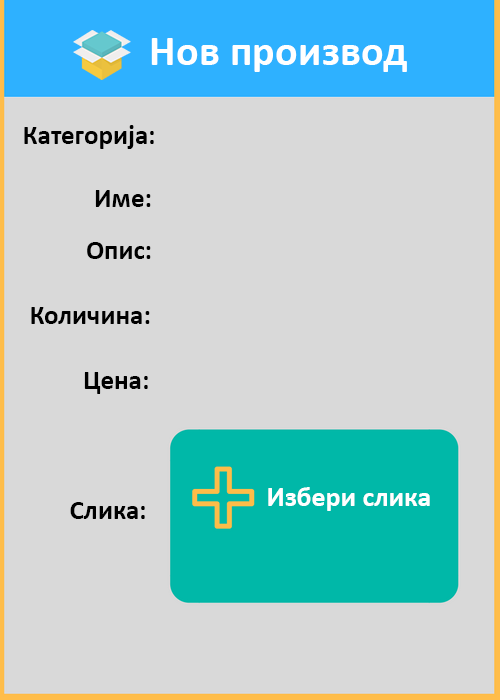 Нов производ
Категорија:
Име:
Опис:
Количина:
Цена:
Слика:
Избери слика